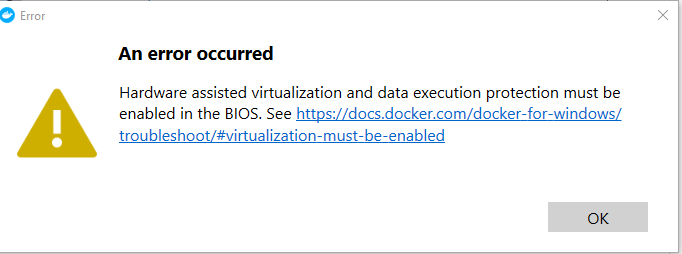 Error
An error occurred
Hardware assisted virtualization and data execution protection must be
enabled in the BIOS. See https://docs.docker.com/docker-for-windows/
troubleshoot/#virtualization-must-be-enabled
OK